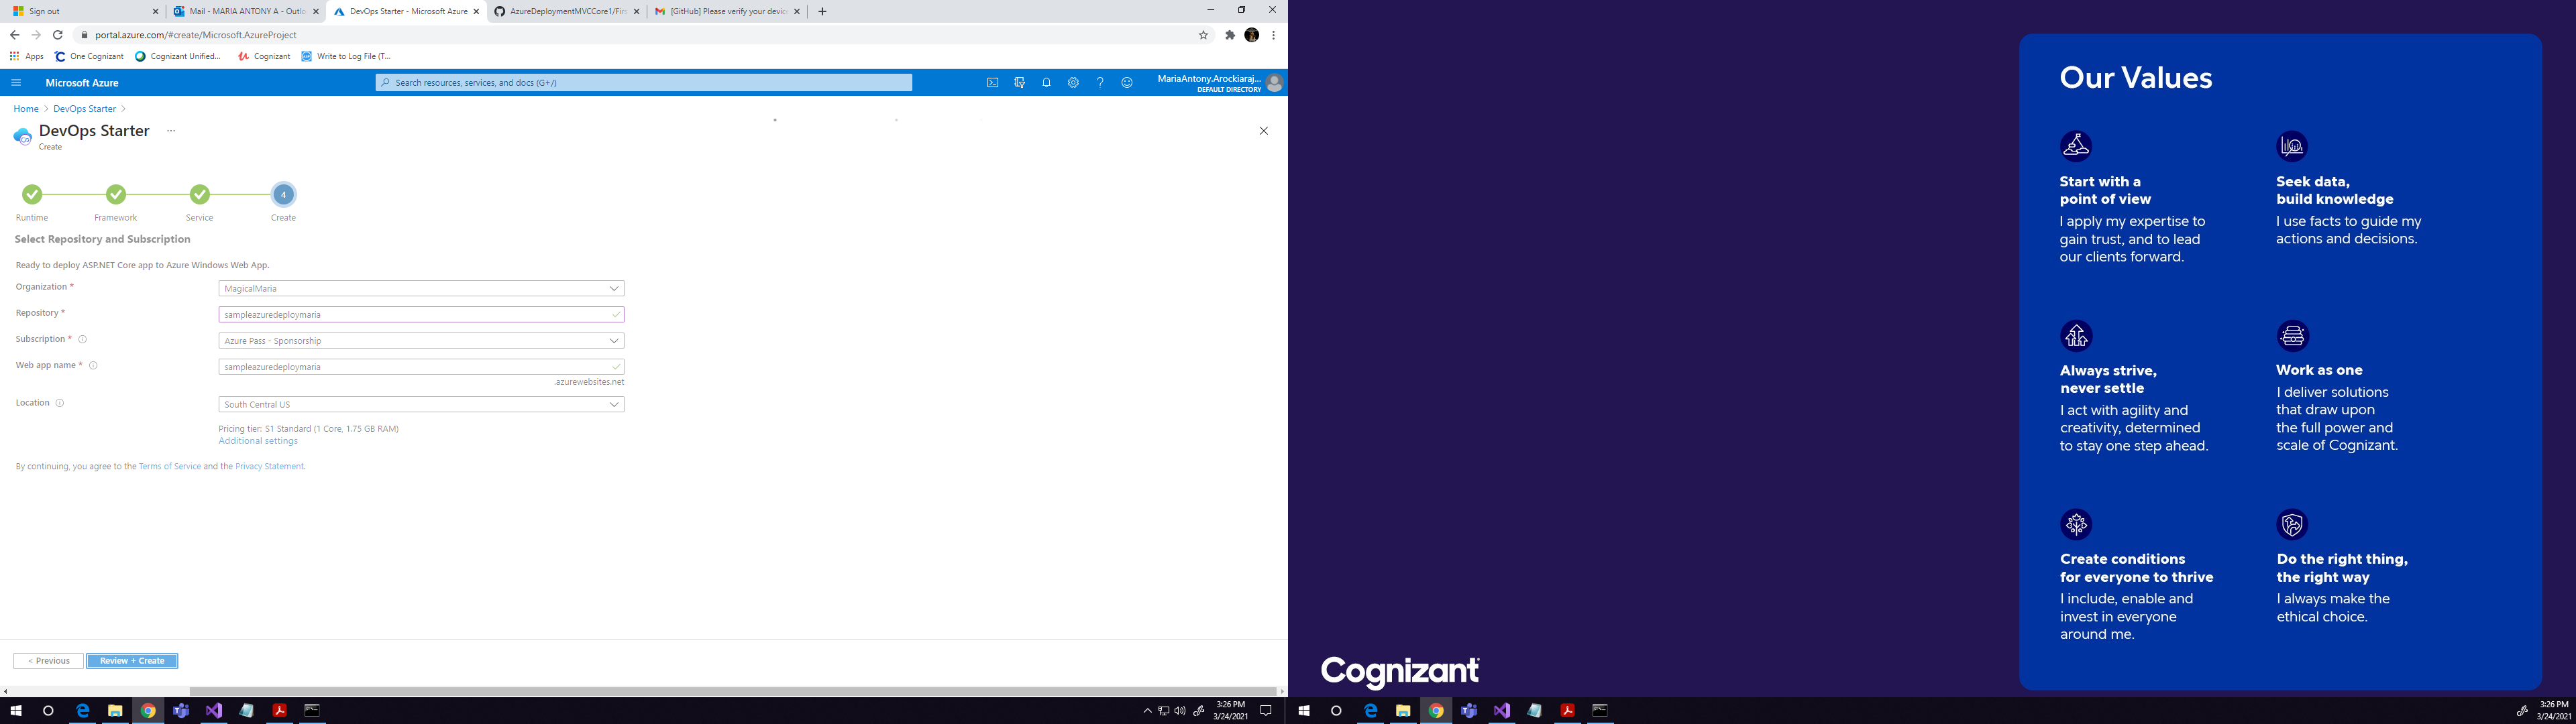 Sign out
Mail - MARIA ANTONY A - Outlo
DevOps Starter - Microsoft Azure
AzureDeploymentMVCCore1/Firs
[GitHub] Please verify your device
portal.azure.com/#create/Microsoft.AzureProject
Apps
One Cognizant
Cognizant Unified...
Cognizant
Write to Log File (T...
Microsoft Azure
Search resources, services, and docs (G+/)
MariaAntony.Arockiaraj...
DEFAULT DIRECTORY
Home > DevOps Starter >
DevOps Starter ...
Create
4
Runtime
Framework
Service
Create
Select Repository and Subscription
Ready to deploy ASP.NET Core app to Azure Windows Web App.
Organization *
MagicalMaria
Repository *
sampleazuredeploymaria
Subscription *
Azure Pass - Sponsorship
Web app name *
sampleazuredeploymaria
.azurewebsites.net
Location
South Central US
Pricing tier: S1 Standard (1 Core, 1.75 GB RAM)
Additional settings
By continuing, you agree to the Terms of Service and the Privacy Statement.
< Previous
Review + Create
3:26 PM
3/24/2021
Our Values
Start with a
point of view
I apply my expertise to
gain trust, and to lead
our clients forward.
Seek data,
build knowledge
I use facts to guide my
actions and decisions.
Always strive,
never settle
I act with agility and
creativity, determined
to stay one step ahead.
Work as one
I deliver solutions
that draw upon
the full power and
scale of Cognizant.
Create conditions
for everyone to thrive
I include, enable and
invest in everyone
around me.
Do the right thing,
the right way
I always make the
ethical choice.
Cognizant
3:26 PM
3/24/2021